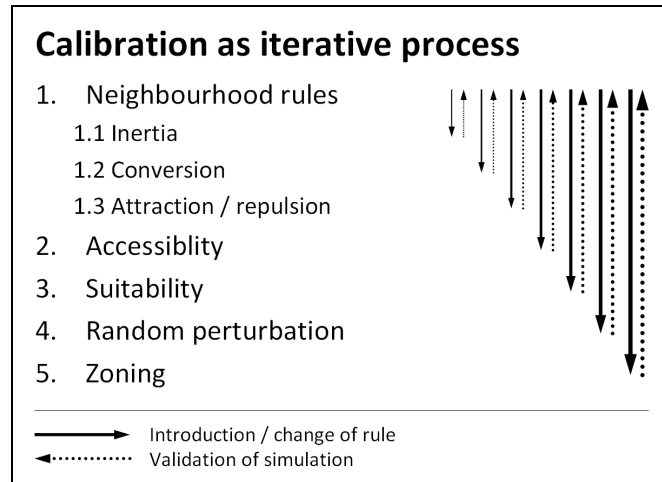 Calibration as iterative process
1. Neighbourhood rules
1.1 Inertia
1.2 Conversion
1.3 Attraction / repulsion
2. Accessiblity
3. Suitability
4. Random perturbation
5. Zoning
Introduction / change of rule
Validation of simulation